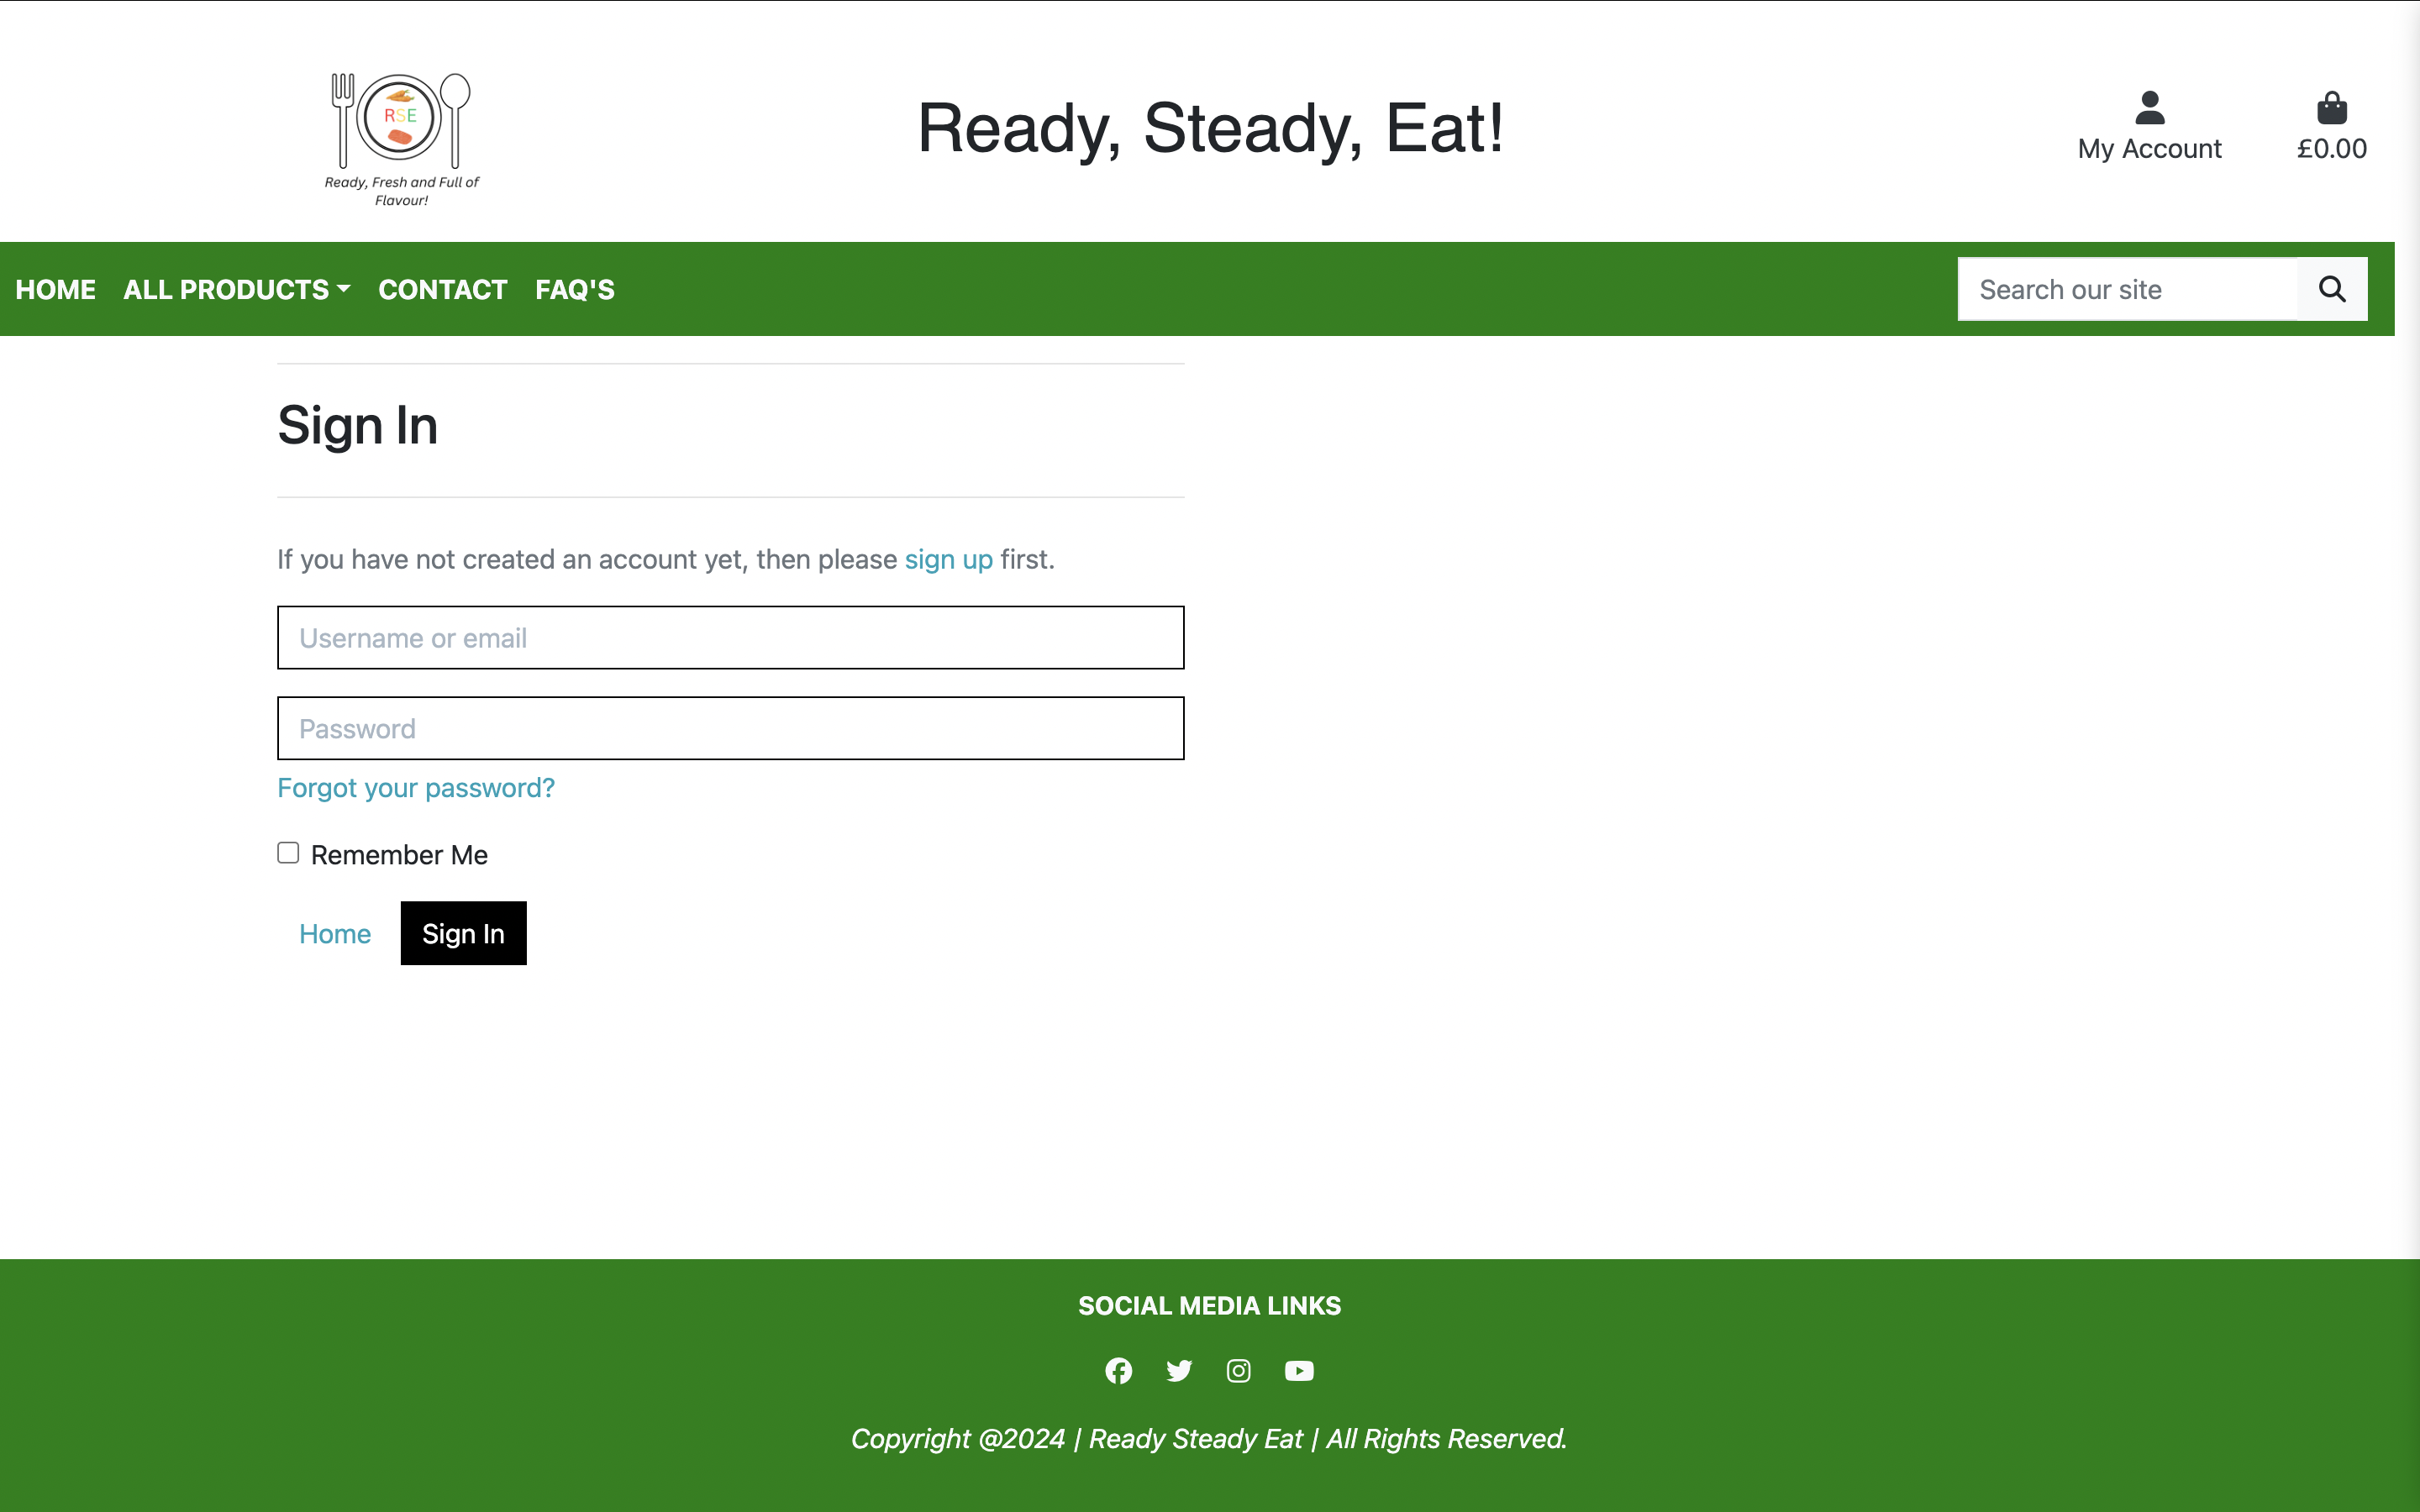 RSE
Ready, Fresh and Full of
Flavour!
Ready, Steady, Eat!
My Account
£0.00
HOME ALL PRODUCTS CONTACT FAQ'S
Search our site
Sign In
If you have not created an account yet, then please sign up first.
Username or email
Password
Forgot your password?
Remember Me
Home Sign In
SOCIAL MEDIA LINKS
Copyright @2024 | Ready Steady Eat | All Rights Reserved.